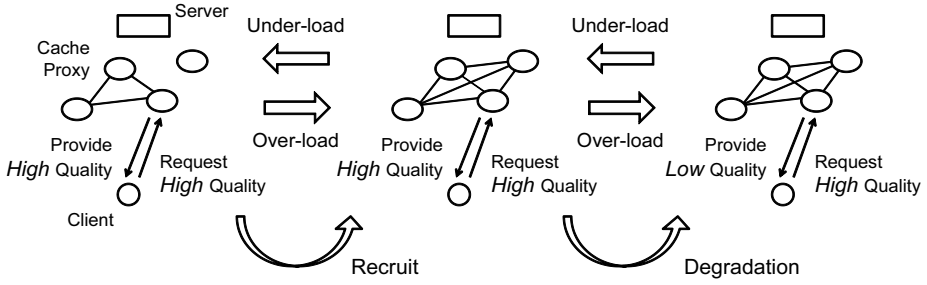 Server
Cache
Proxy
Under-load
Over-load
Under-load
Over-load
Provide
High Quality
Request
High Quality
Client
Provide
High Quality
Request
High Quality
Provide
Low Quality
Request
High Quality
Recruit
Degradation